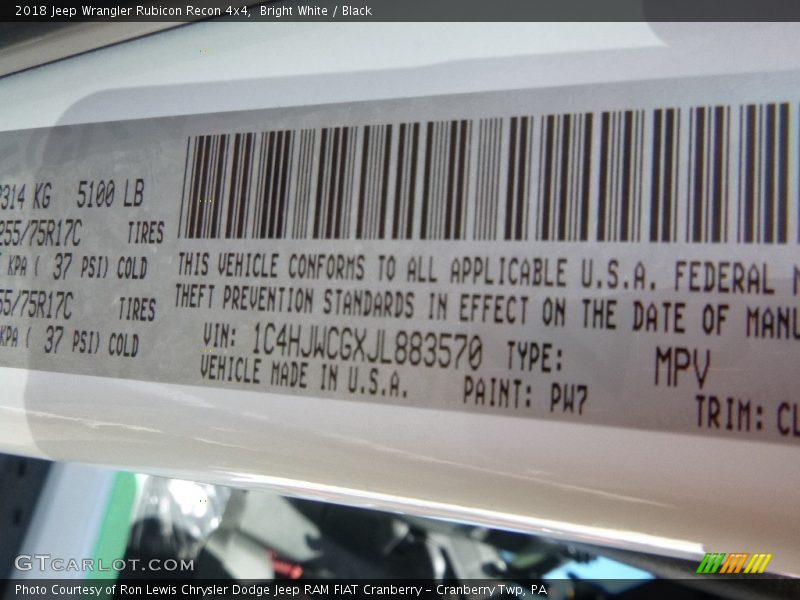 2018 Jeep Wrangler Rubicon Recon 4x4, Bright White / Black
2314 KG 5100 LB
255/75R17C TIRES
KPA ( 37 PSI) COLD
55/75R17C TIRES
KPA ( 37 PSI) COLD
THIS VEHICLE CONFORMS TO ALL APPLICABLE U.S.A. FEDERAL M
THEFT PREVENTION STANDARDS IN EFFECT ON THE DATE OF MANU
VIN: 1C4HJWCGXJL883570 TYPE: MPV
VEHICLE MADE IN U.S.A. PAINT: PW7
TRIM: CL
GTCARLOT.COM
Photo Courtesy of Ron Lewis Chrysler Dodge Jeep RAM FIAT Cranberry – Cranberry Twp, PA